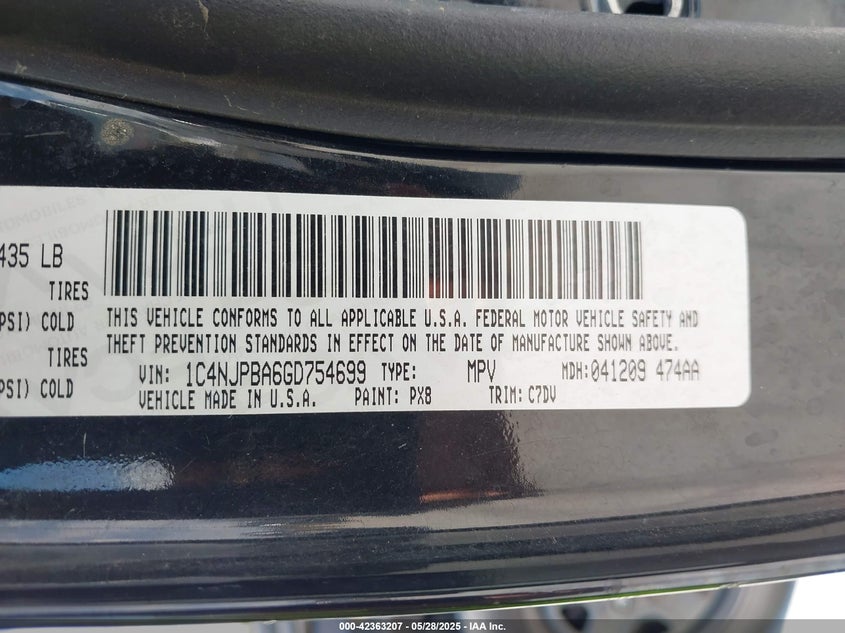 435 LB
TIRES
PSI) COLD
TIRES
PSI) COLD
THIS VEHICLE CONFORMS TO ALL APPLICABLE U.S.A. FEDERAL MOTOR VEHICLE SAFETY AND
THEFT PREVENTION STANDARDS IN EFFECT ON THE DATE OF MANUFACTURE SHOWN ABOVE.
VIN: 1C4NJPBA6GD754699 TYPE: MPV MDH: 041209 474AA
VEHICLE MADE IN U.S.A. PAINT: PX8 TRIM: C7DV
000-42363207 - 05/28/2025 - IAA Inc.